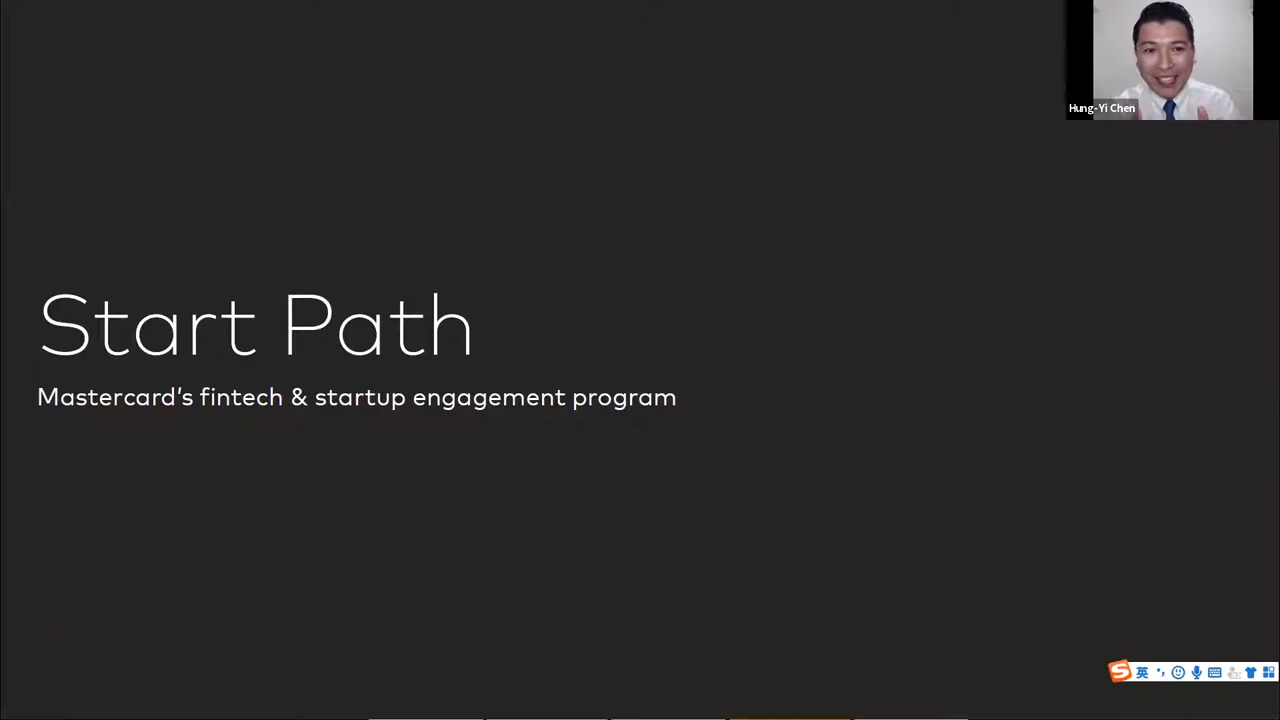 Hung-Yi Chen
Start Path
Mastercard's fintech & startup engagement program
英